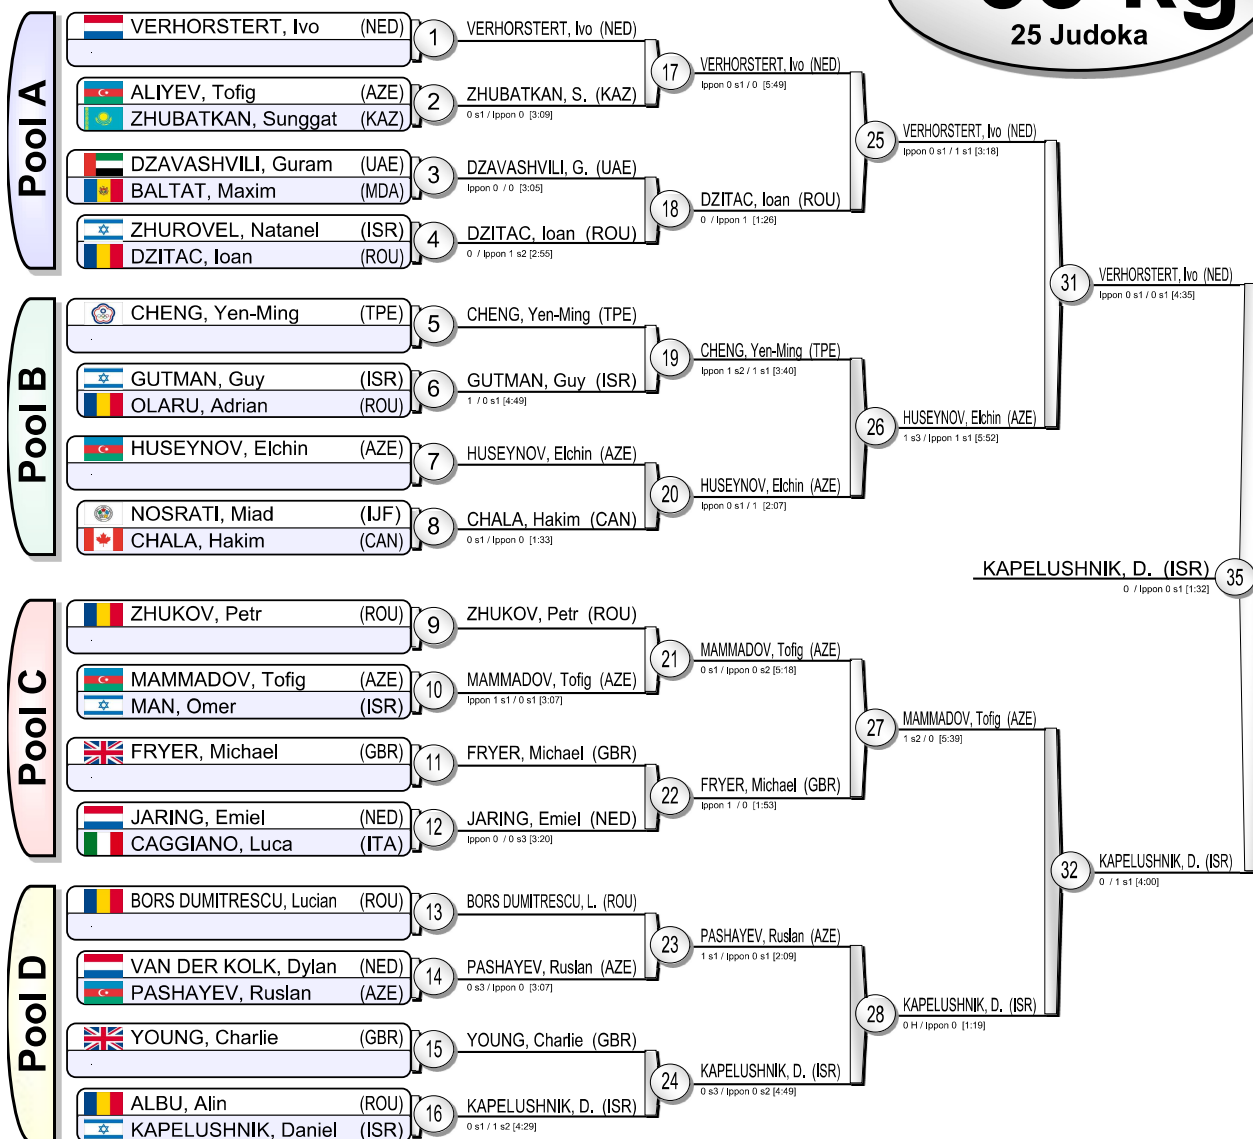 25 Judoka
Pool A
VERHORSTERT, Ivo (NED)
ALIYEV, Tofig (AZE)
ZHUBATKAN, Sunggat (KAZ)
DZAVASHVILI, Guram (UAE)
BALTAT, Maxim (MDA)
ZHUROVEL, Natanel (ISR)
DZITAC, Ioan (ROU)
1
VERHORSTERT, Ivo (NED)
2
ZHUBATKAN, S. (KAZ)
0 s1 / Ippon 0 [3:09]
3
DZAVASHVILI, G. (UAE)
Ippon 0 / 0 [3:05]
4
DZITAC, Ioan (ROU)
0 / Ippon 1 s2 [2:55]
17
VERHORSTERT, Ivo (NED)
Ippon 0 s1 / 0 [5:49]
18
DZITAC, Ioan (ROU)
0 / Ippon 1 [1:26]
25
VERHORSTERT, Ivo (NED)
Ippon 0 s1 / 1 s1 [3:18]
Pool B
CHENG, Yen-Ming (TPE)
GUTMAN, Guy (ISR)
OLARU, Adrian (ROU)
HUSEYNOV, Elchin (AZE)
NOSRATI, Miad (IJF)
CHALA, Hakim (CAN)
5
CHENG, Yen-Ming (TPE)
6
GUTMAN, Guy (ISR)
1 / 0 s1 [4:49]
7
HUSEYNOV, Elchin (AZE)
8
CHALA, Hakim (CAN)
0 s1 / Ippon 0 [1:33]
19
CHENG, Yen-Ming (TPE)
Ippon 1 s2 / 1 s1 [3:40]
20
HUSEYNOV, Elchin (AZE)
Ippon 0 s1 / 1 [2:07]
26
HUSEYNOV, Elchin (AZE)
1 s3 / Ippon 1 s1 [5:52]
31
VERHORSTERT, Ivo (NED)
Ippon 0 s1 / 0 s1 [4:35]
KAPELUSHNIK, D. (ISR)
0 / Ippon 0 s1 [1:32]
35
Pool C
ZHUKOV, Petr (ROU)
MAMMADOV, Tofig (AZE)
MAN, Omer (ISR)
FRYER, Michael (GBR)
JARING, Emiel (NED)
CAGGIANO, Luca (ITA)
9
ZHUKOV, Petr (ROU)
10
MAMMADOV, Tofig (AZE)
Ippon 1 s1 / 0 s1 [3:07]
11
FRYER, Michael (GBR)
12
JARING, Emiel (NED)
Ippon 0 / 0 s3 [3:20]
21
MAMMADOV, Tofig (AZE)
0 s1 / Ippon 0 s2 [5:18]
22
FRYER, Michael (GBR)
Ippon 1 / 0 [1:53]
27
MAMMADOV, Tofig (AZE)
1 s2 / 0 [5:39]
Pool D
BORS DUMITRESCU, Lucian (ROU)
VAN DER KOLK, Dylan (NED)
PASHAYEV, Ruslan (AZE)
YOUNG, Charlie (GBR)
ALBU, Alin (ROU)
KAPELUSHNIK, Daniel (ISR)
13
BORS DUMITRESCU, L. (ROU)
14
PASHAYEV, Ruslan (AZE)
0 s3 / Ippon 0 [3:07]
15
YOUNG, Charlie (GBR)
16
KAPELUSHNIK, D. (ISR)
0 s1 / 1 s2 [4:29]
23
PASHAYEV, Ruslan (AZE)
1 s1 / Ippon 0 s1 [2:09]
24
KAPELUSHNIK, D. (ISR)
0 s3 / Ippon 0 s2 [4:49]
28
KAPELUSHNIK, D. (ISR)
0 H / Ippon 0 [1:19]
32
KAPELUSHNIK, D. (ISR)
0 / 1 s1 [4:00]